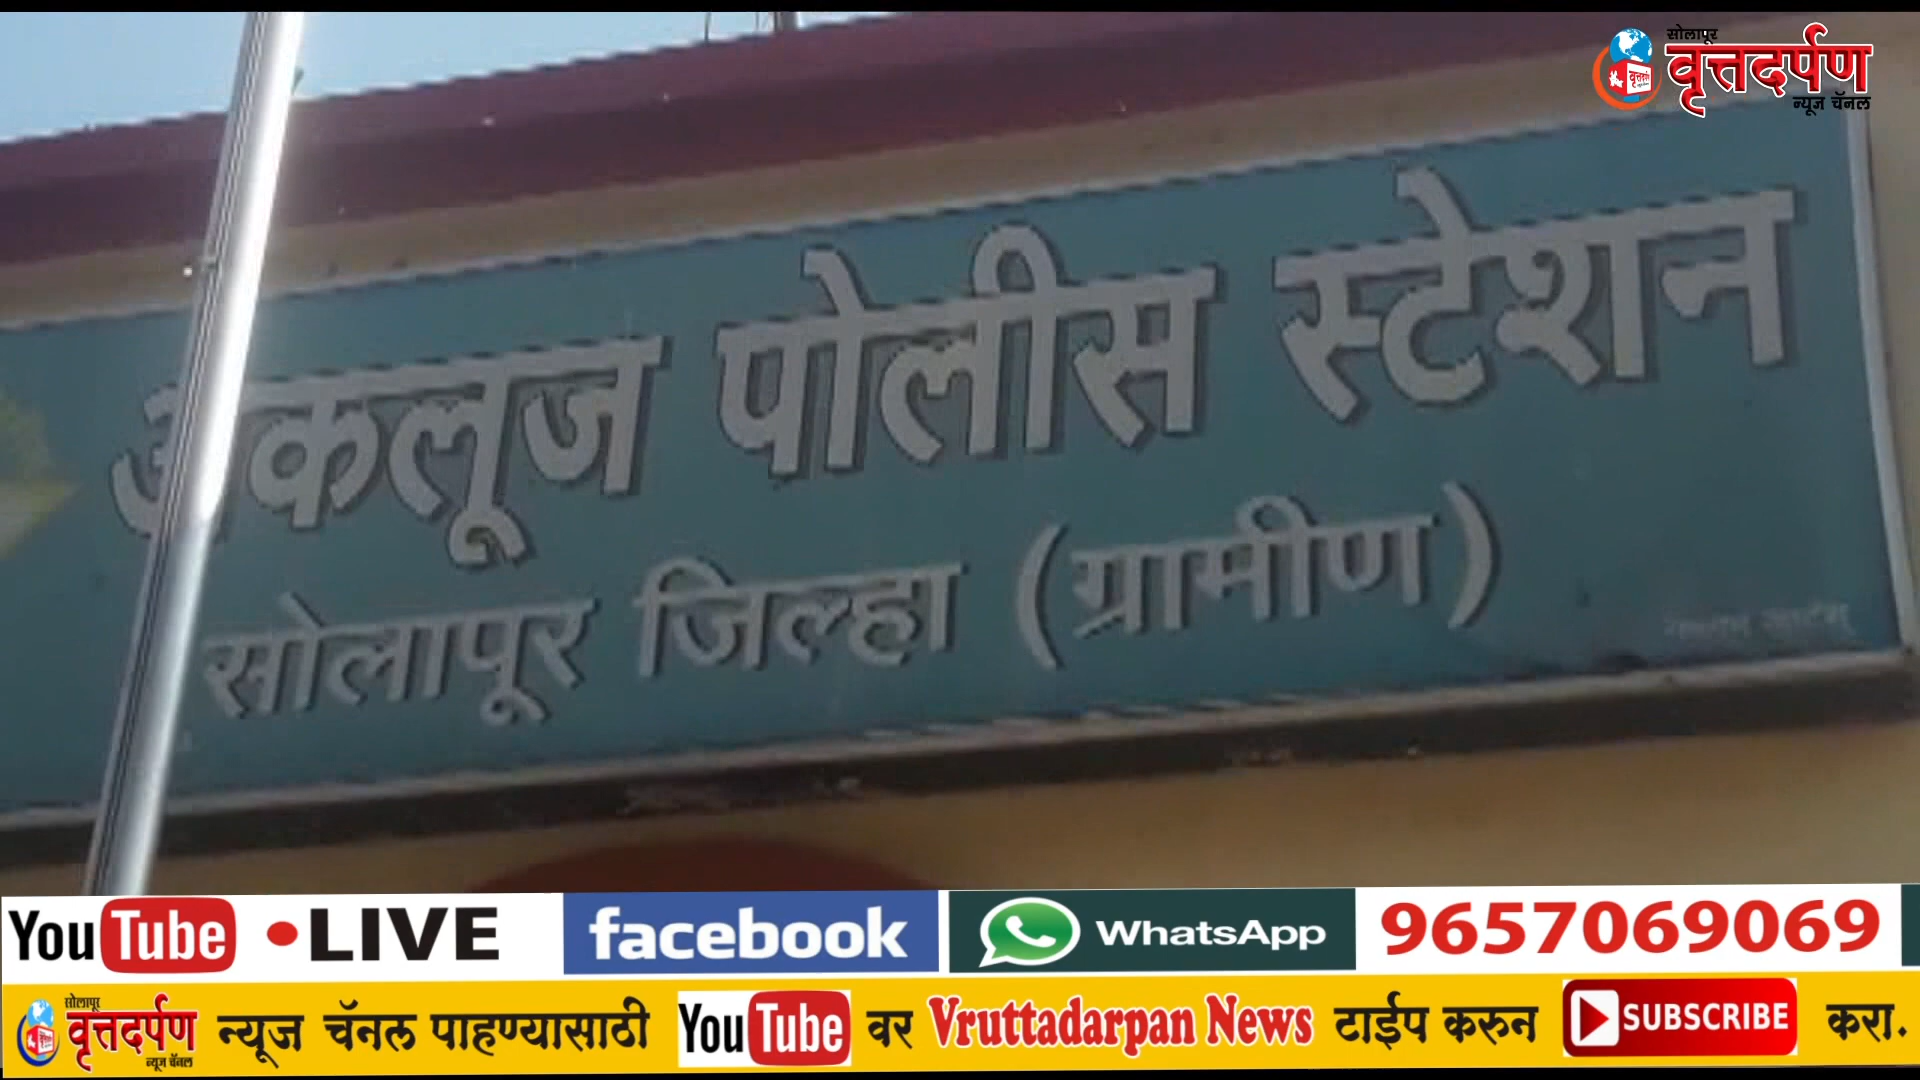 सोलापूर
वृत्तदर्पण
न्यूज चॅनल
अकलूज पोलीस स्टेशन
सोलापूर जिल्हा (ग्रामीण)
YouTube •LIVE facebook WhatsApp 9657069069
सोलापूर
वृत्तदर्पण
न्यूज चॅनल
न्यूज चॅनल पाहण्यासाठी YouTube वर Vruttadarpan News टाईप करुन SUBSCRIBE करा.